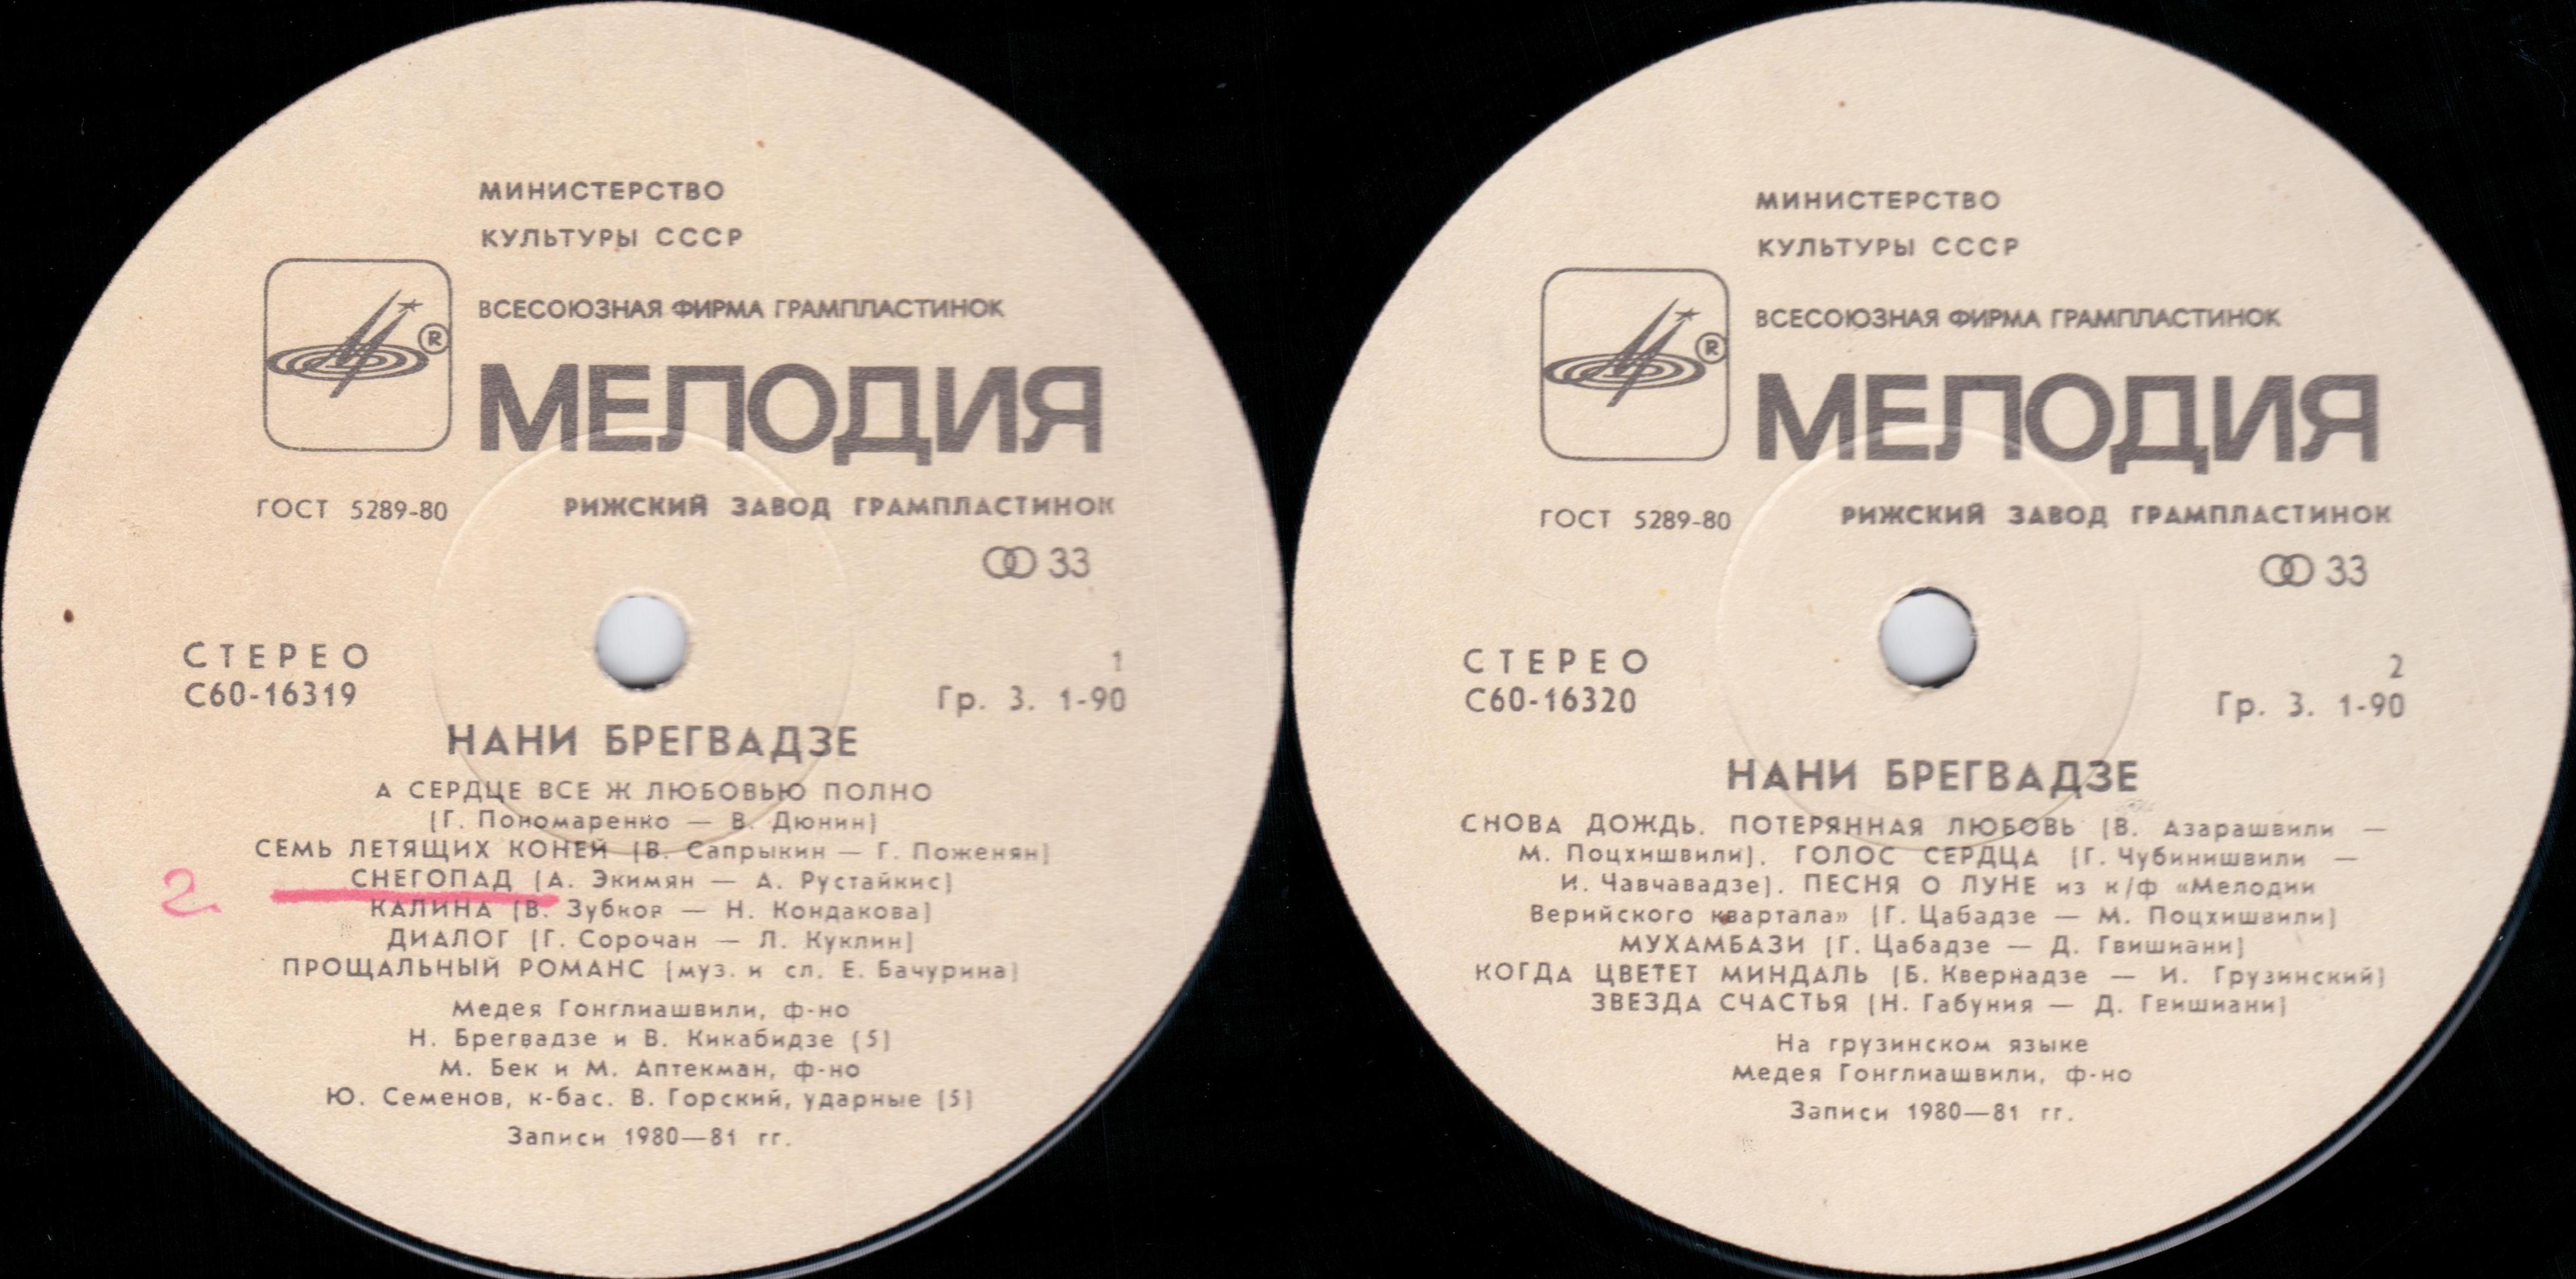 МИНИСТЕРСТВО
КУЛЬТУРЫ СССР
ВСЕСОЮЗНАЯ ФИРМА ГРАМПЛАСТИНОК
®
МЕЛОДИЯ
ГОСТ 5289-80
РИЖСКИЙ ЗАВОД ГРАМПЛАСТИНОК
33
СТЕРЕО
С60-16319
1
Гр. 3. 1-90
НАНИ БРЕГВАДЗЕ
А СЕРДЦЕ ВСЕ Ж ЛЮБОВЬЮ ПОЛНО
(Г. Пономаренко — В. Дюнин)
СЕМЬ ЛЕТЯЩИХ КОНЕЙ (В. Сапрыкин — Г. Поженян)
2. СНЕГОПАД (А. Экимян — А. Рустайкис)
КАЛИНА (В. Зубков — Н. Кондакова)
ДИАЛОГ (Г. Сорочан — Л. Куклин)
ПРОЩАЛЬНЫЙ РОМАНС (муз. и сл. Е. Бачурина)
Медея Гонглиашвили, ф-но
Н. Брегвадзе и В. Кикабидзе (5)
М. Бек и М. Аптекман, ф-но
Ю. Семенов, к-бас. В. Горский, ударные (5)
Записи 1980—81 гг.
МИНИСТЕРСТВО
КУЛЬТУРЫ СССР
ВСЕСОЮЗНАЯ ФИРМА ГРАМПЛАСТИНОК
®
МЕЛОДИЯ
ГОСТ 5289-80
РИЖСКИЙ ЗАВОД ГРАМПЛАСТИНОК
33
СТЕРЕО
С60-16320
2
Гр. 3. 1-90
НАНИ БРЕГВАДЗЕ
СНОВА ДОЖДЬ. ПОТЕРЯННАЯ ЛЮБОВЬ (В. Азарашвили —
М. Поцхишвили). ГОЛОС СЕРДЦА (Г. Чубинишвили —
И. Чавчавадзе). ПЕСНЯ О ЛУНЕ из к/ф «Мелодии
Верийского квартала» (Г. Цабадзе — М. Поцхишвили)
МУХАМБАЗИ (Г. Цабадзе — Д. Гвишиани)
КОГДА ЦВЕТЕТ МИНДАЛЬ (Б. Квернадзе — И. Грузинский)
ЗВЕЗДА СЧАСТЬЯ (Н. Габуния — Д. Гвишиани)
На грузинском языке
Медея Гонглиашвили, ф-но
Записи 1980—81 гг.